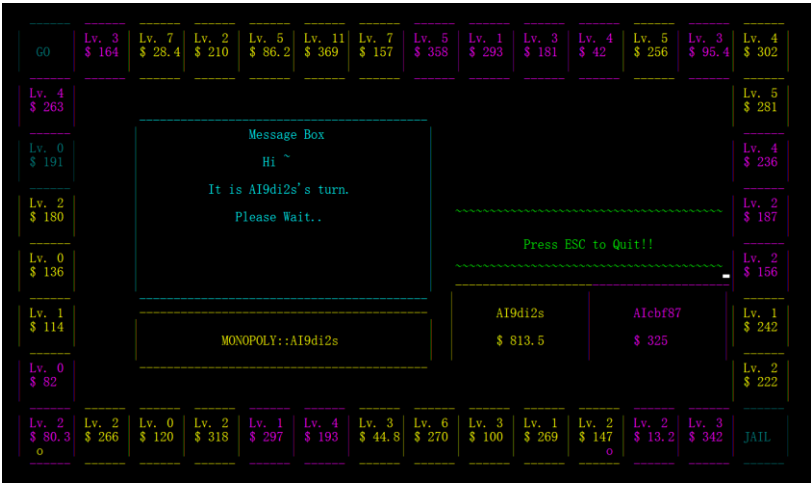 GO Lv. 3 Lv. 7 Lv. 2 Lv. 5 Lv. 11 Lv. 7 Lv. 5 Lv. 1 Lv. 3 Lv. 4 Lv. 5 Lv. 3 Lv. 4
$ 164 $ 28.4 $ 210 $ 86.2 $ 369 $ 157 $ 358 $ 293 $ 181 $ 42 $ 256 $ 95.4 $ 302
Lv. 4
$ 263
Lv. 5
$ 281
Message Box
Hi ~
It is AI9di2s's turn.
Please Wait..
Lv. 0
$ 191
Lv. 4
$ 236
Lv. 2
$ 180
Lv. 2
$ 187
Press ESC to Quit!!
Lv. 0
$ 136
Lv. 2
$ 156
Lv. 1
$ 114
AI9di2s AIcbf87
$ 813.5 $ 325
Lv. 1
$ 242
MONOPOLY::AI9di2s
Lv. 0
$ 82
Lv. 2
$ 222
Lv. 2 Lv. 2 Lv. 0 Lv. 2 Lv. 1 Lv. 4 Lv. 3 Lv. 6 Lv. 3 Lv. 1 Lv. 2 Lv. 2 Lv. 3
$ 80.3 $ 266 $ 120 $ 318 $ 297 $ 193 $ 44.8 $ 270 $ 100 $ 269 $ 147 $ 13.2 $ 342 JAIL
o o